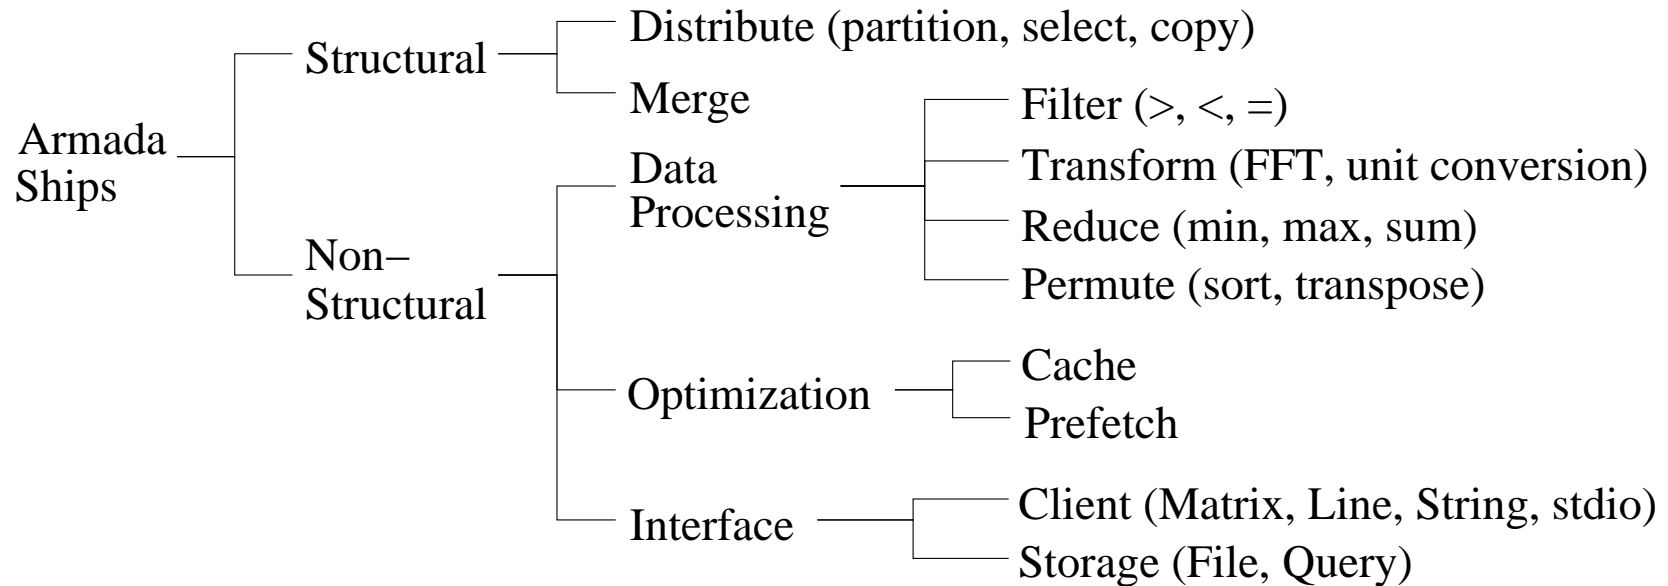 Armada
Ships
Structural
Distribute (partition, select, copy)
Merge
Non−
Structural
Data
Processing
Filter (>, <, =)
Transform (FFT, unit conversion)
Reduce (min, max, sum)
Permute (sort, transpose)
Optimization
Cache
Prefetch
Interface
Client (Matrix, Line, String, stdio)
Storage (File, Query)